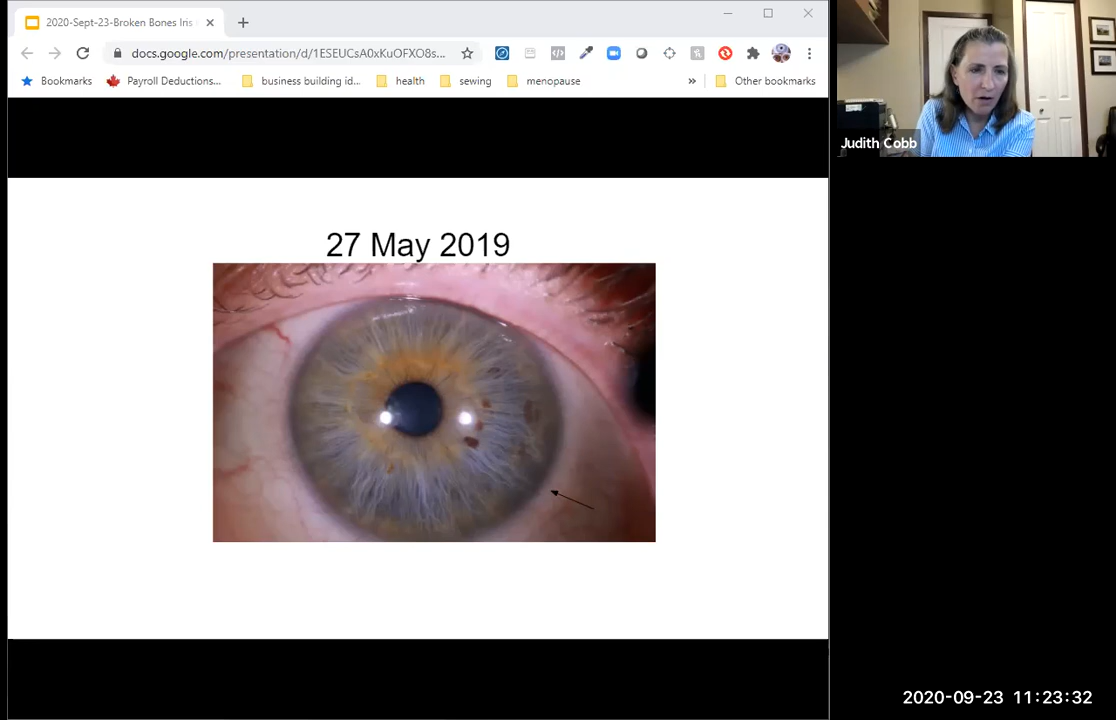 2020-Sept-23-Broken Bones Iris
docs.google.com/presentation/d/1ESEUCsA0xKuOFXO8s...
Bookmarks
Payroll Deductions...
business building id...
health
sewing
menopause
»
Other bookmarks
Judith Cobb
27 May 2019
2020-09-23 11:23:32